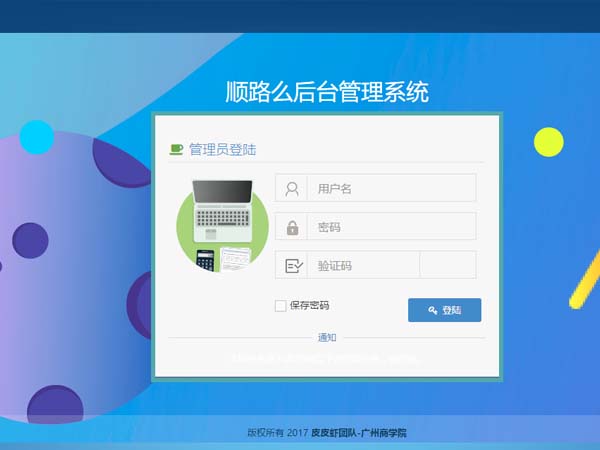 顺路么后台管理系统
管理员登陆
用户名
密码
验证码
保存密码
登陆
通知
版权所有 2017 皮皮虾团队-广州商学院